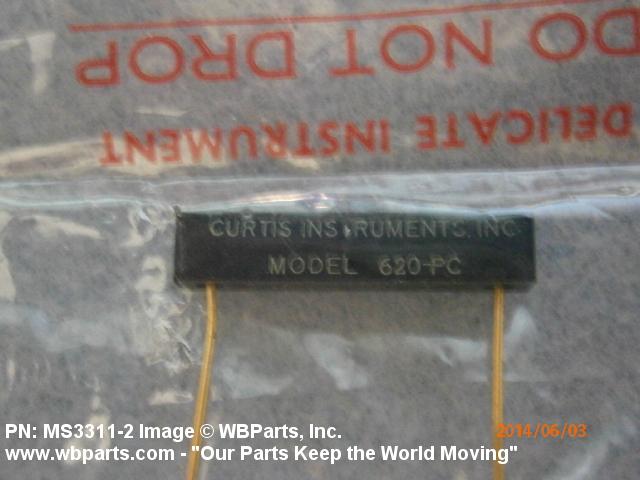 DO NOT DROP
DO
DELICATE INSTRUMENT
CURTIS INSTRUMENTS, INC.
MODEL 620-PC
PN: MS3311-2 Image © WBParts, Inc.
2014/06/03
www.wbparts.com - "Our Parts Keep the World Moving"